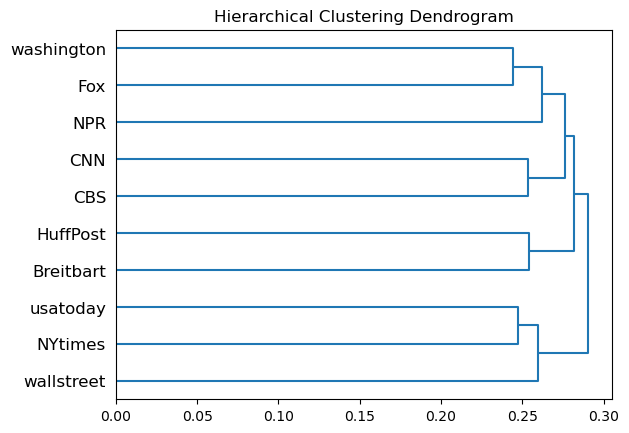 Hierarchical Clustering Dendrogram
washington
Fox
NPR
CNN
CBS
HuffPost
Breitbart
usatoday
NYtimes
wallstreet
0.00 0.05 0.10 0.15 0.20 0.25 0.30